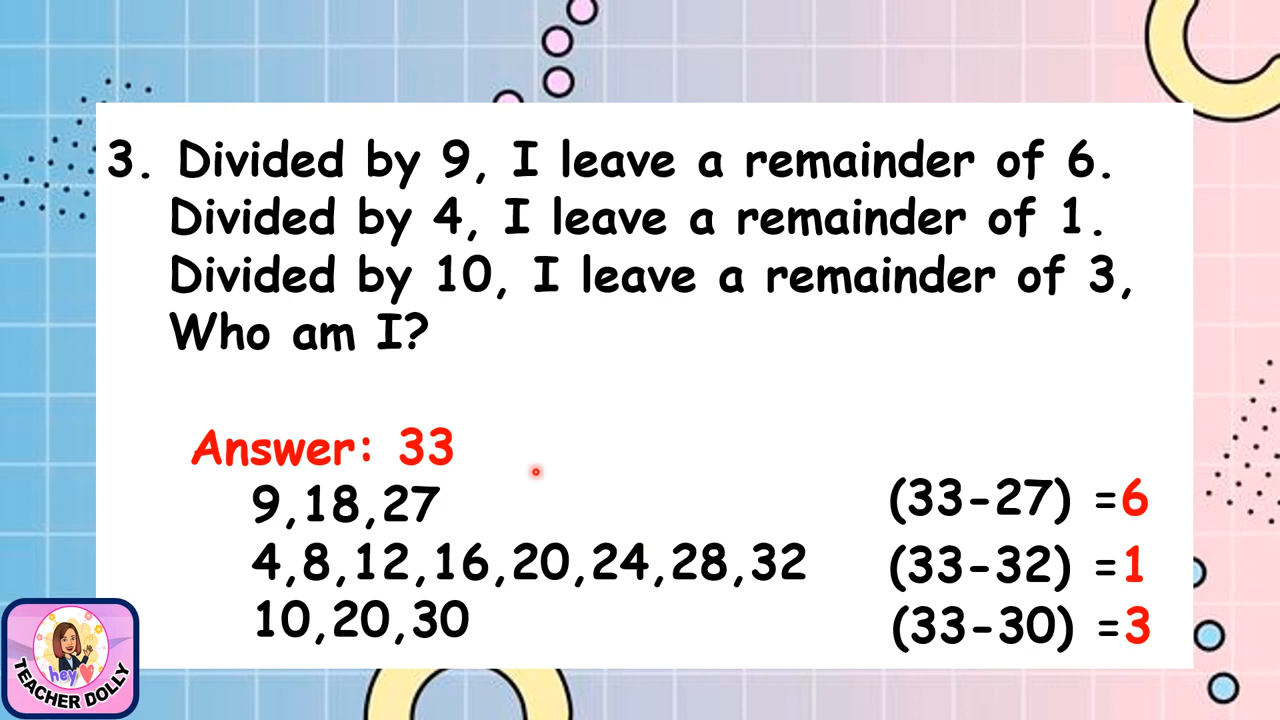 3. Divided by 9, I leave a remainder of 6.
Divided by 4, I leave a remainder of 1.
Divided by 10, I leave a remainder of 3,
Who am I?
Answer: 33
9,18,27
(33-27) =6
4,8,12,16,20,24,28,32
(33-32) =1
10,20,30
(33-30) =3
hey
TEACHER DOLLY